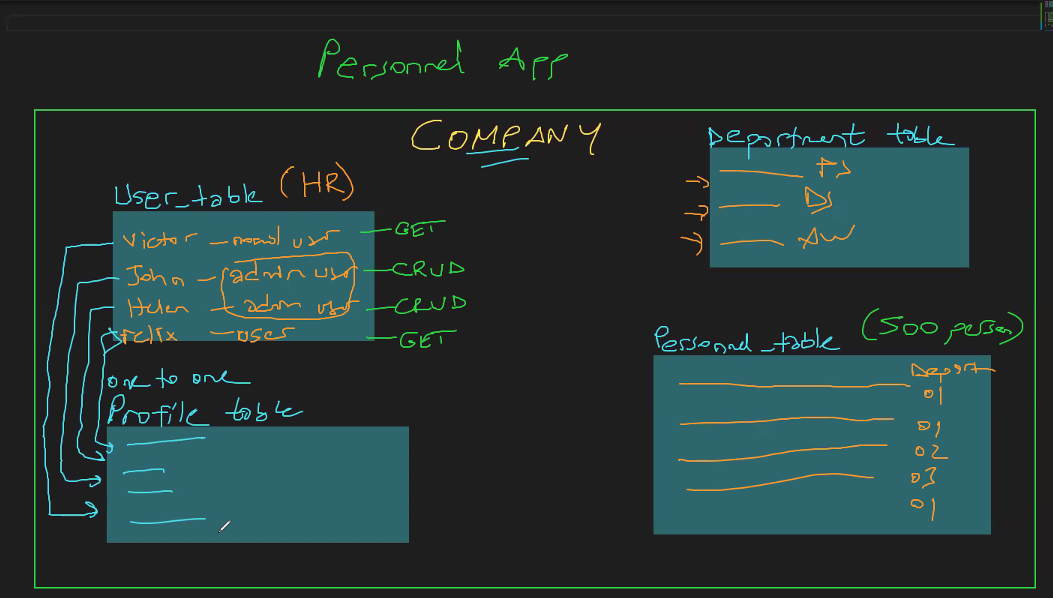 Personnel App
COMPANY
User_table (HR)
Victor - normal user - GET
John - admin user - CRUD
Helen - admin user - CRUD
Felix - user - GET
one to one
Profile table
Department table
FS
DS
AW
Personnel_table (500 person)
Depart
01
01
02
03
01